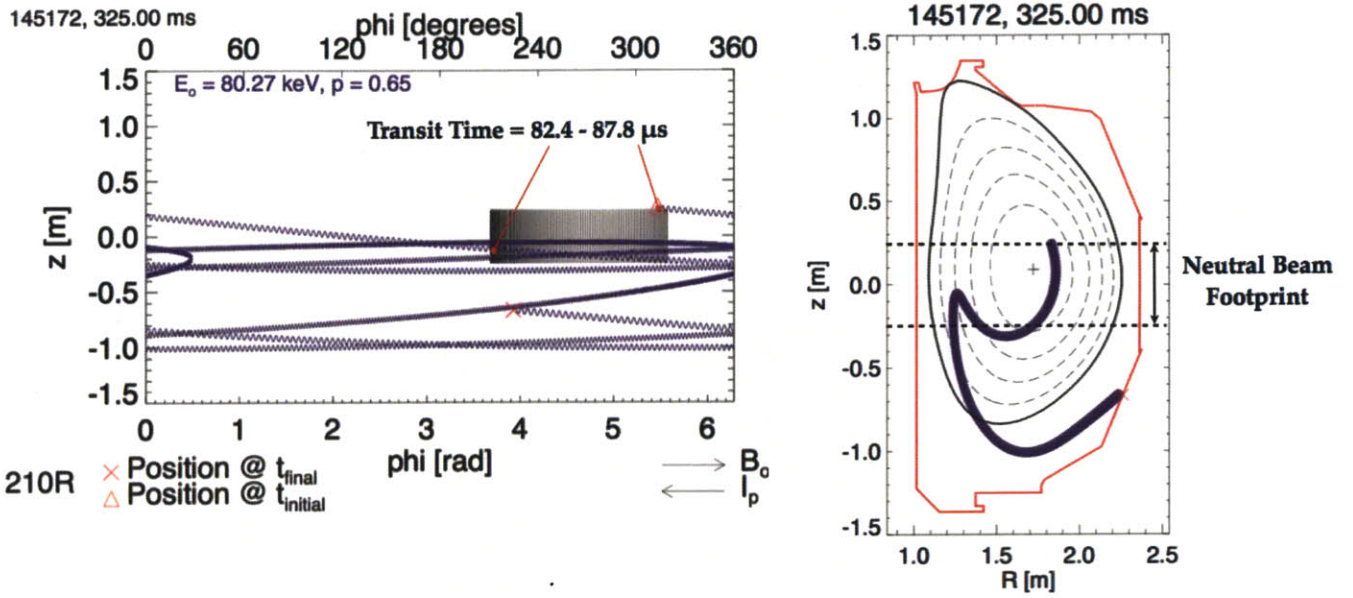 145172, 325.00 ms
phi [degrees]
0 60 120 180 240 300 360
E₀ = 80.27 keV, p = 0.65
Transit Time = 82.4 - 87.8 μs
1.5
1.0
0.5
0.0
-0.5
-1.0
-1.5
z [m]
0 1 2 3 4 5 6
phi [rad]
210R
× Position @ t_final
△ Position @ t_initial
B₀
I_p
145172, 325.00 ms
1.5
1.0
0.5
0.0
-0.5
-1.0
-1.5
z [m]
Neutral Beam
Footprint
1.0 1.5 2.0 2.5
R [m]